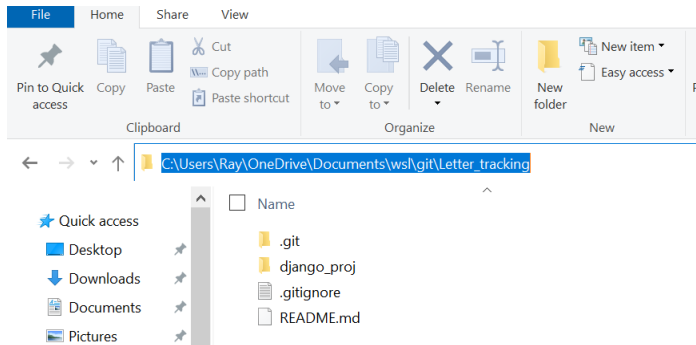 File Home Share View
Pin to Quick access
Copy
Paste
Cut
Copy path
Paste shortcut
Clipboard
Move to
Copy to
Delete
Rename
Organize
New folder
New item
Easy access
New
C:\Users\Ray\OneDrive\Documents\wsl\git\Letter_tracking
Quick access
Desktop
Downloads
Documents
Pictures
Name
.git
django_proj
.gitignore
README.md